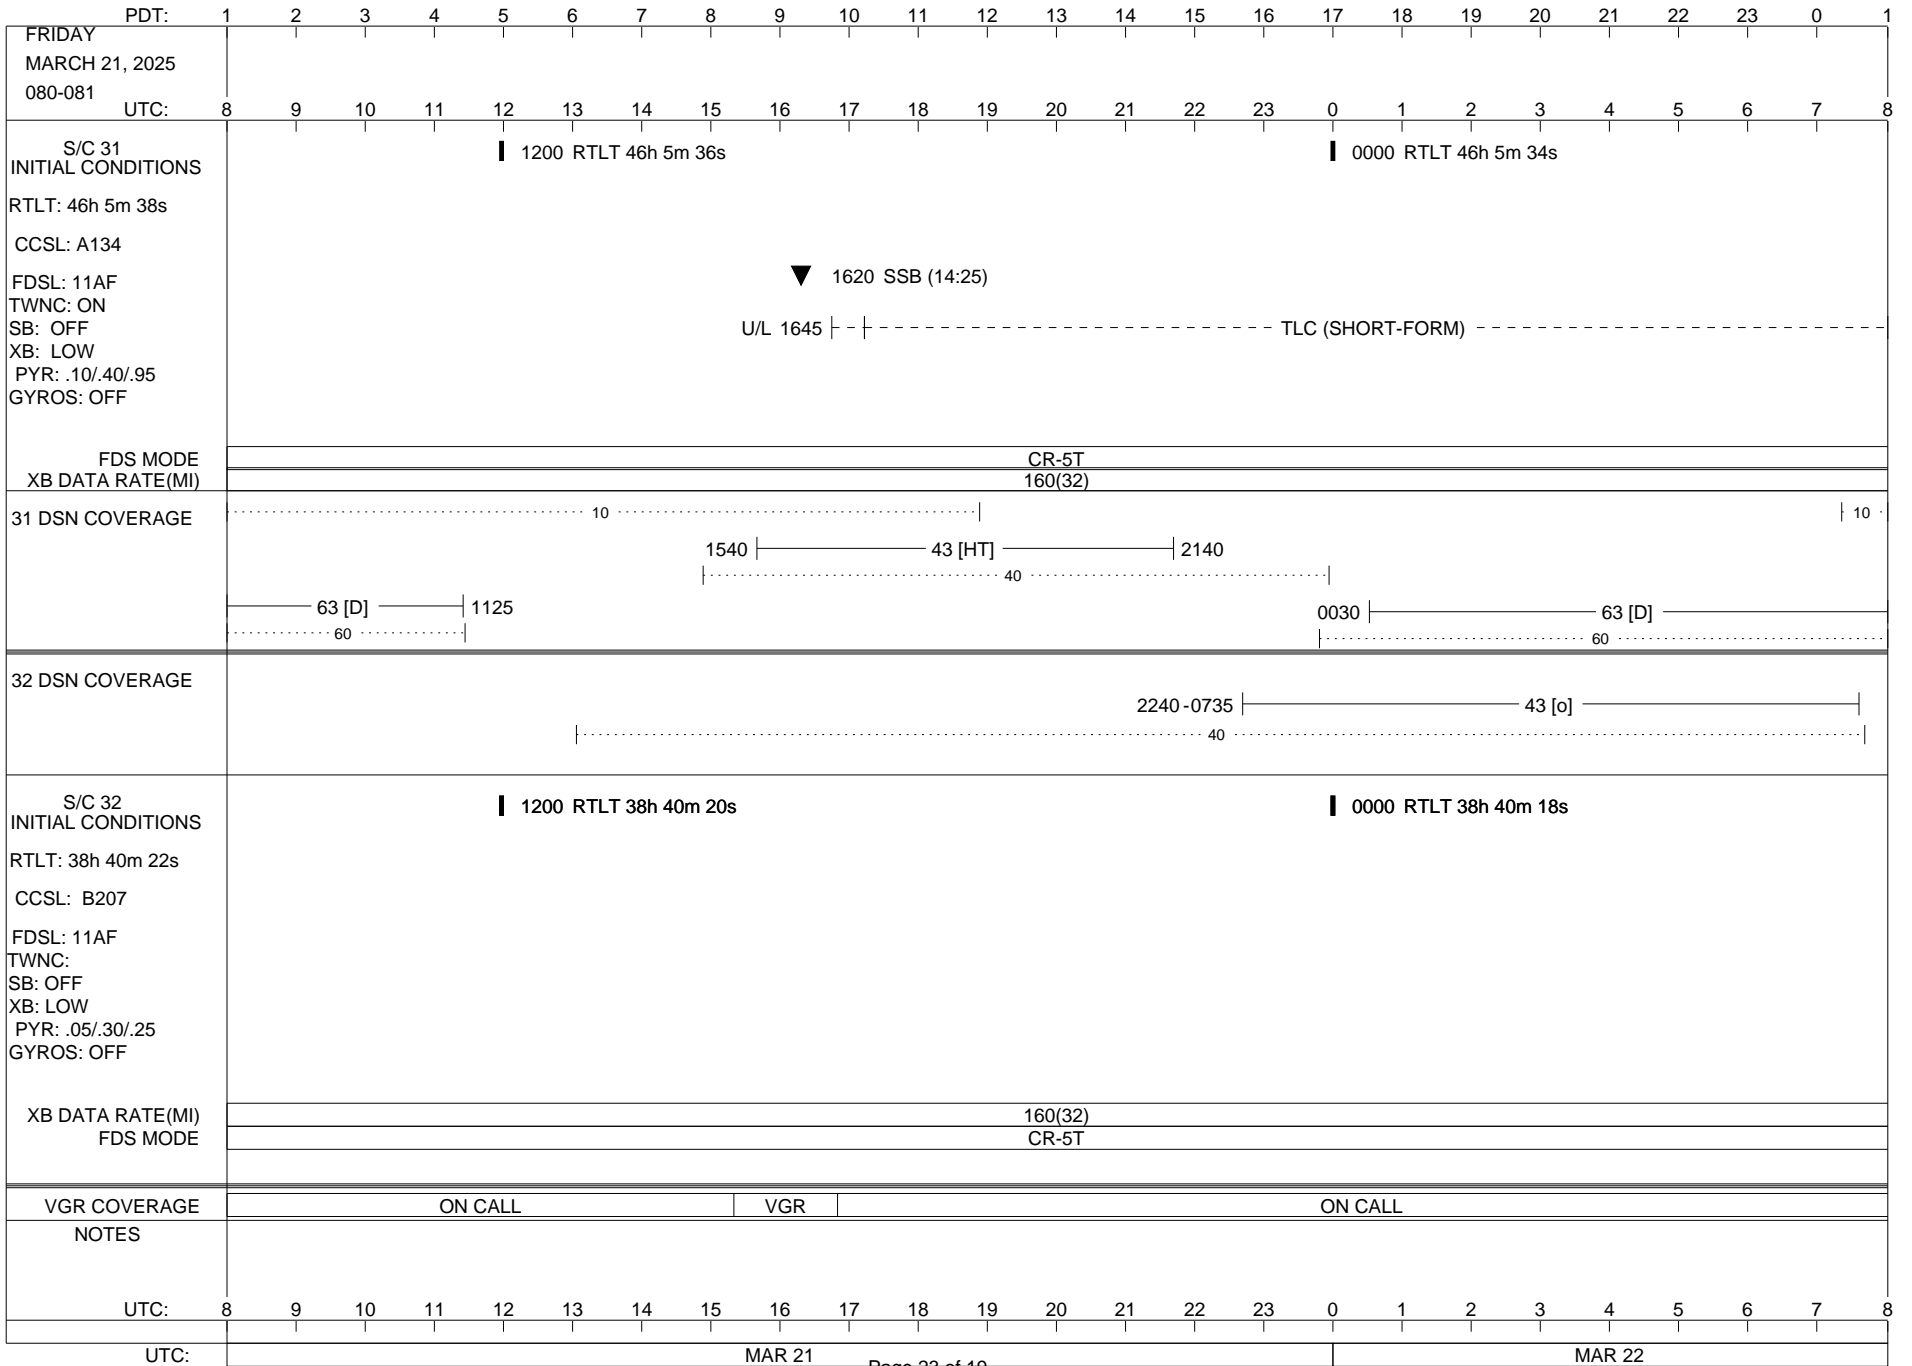 PDT: 1 2 3 4 5 6 7 8 9 10 11 12 13 14 15 16 17 18 19 20 21 22 23 0 1
FRIDAY
MARCH 21, 2025
080-081
UTC: 8 9 10 11 12 13 14 15 16 17 18 19 20 21 22 23 0 1 2 3 4 5 6 7 8
S/C 31
INITIAL CONDITIONS
1200 RTLT 46h 5m 36s
0000 RTLT 46h 5m 34s
RTLT: 46h 5m 38s
CCSL: A134
FDSL: 11AF
1620 SSB (14:25)
TWNC: ON
SB: OFF
U/L 1645
TLC (SHORT-FORM)
XB: LOW
PYR: .10/.40/.95
GYROS: OFF
FDS MODE CR-5T
XB DATA RATE(MI) 160(32)
31 DSN COVERAGE
10
10
1540 43 [HT] 2140
40
63 [D] 1125
0030 63 [D]
60
60
32 DSN COVERAGE
2240-0735 43 [o]
40
S/C 32
INITIAL CONDITIONS
1200 RTLT 38h 40m 20s
0000 RTLT 38h 40m 18s
RTLT: 38h 40m 22s
CCSL: B207
FDSL: 11AF
TWNC:
SB: OFF
XB: LOW
PYR: .05/.30/.25
GYROS: OFF
XB DATA RATE(MI) 160(32)
FDS MODE CR-5T
VGR COVERAGE ON CALL VGR ON CALL
NOTES
UTC: 8 9 10 11 12 13 14 15 16 17 18 19 20 21 22 23 0 1 2 3 4 5 6 7 8
UTC: MAR 21 MAR 22
Page 23 of 19